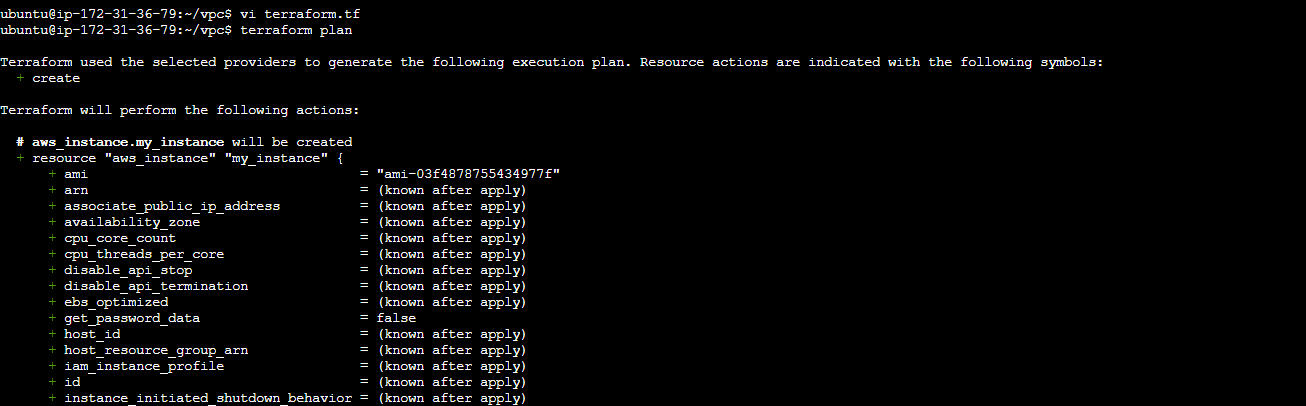 ubuntu@ip-172-31-36-79:~/vpc$ vi terraform.tf
ubuntu@ip-172-31-36-79:~/vpc$ terraform plan
Terraform used the selected providers to generate the following execution plan. Resource actions are indicated with the following symbols:
  + create
Terraform will perform the following actions:
  # aws_instance.my_instance will be created
  + resource "aws_instance" "my_instance" {
      + ami                                  = "ami-03f4878755434977f"
      + arn                                  = (known after apply)
      + associate_public_ip_address          = (known after apply)
      + availability_zone                    = (known after apply)
      + cpu_core_count                       = (known after apply)
      + cpu_threads_per_core                 = (known after apply)
      + disable_api_stop                     = (known after apply)
      + disable_api_termination              = (known after apply)
      + ebs_optimized                        = (known after apply)
      + get_password_data                    = false
      + host_id                              = (known after apply)
      + host_resource_group_arn              = (known after apply)
      + iam_instance_profile                 = (known after apply)
      + id                                   = (known after apply)
      + instance_initiated_shutdown_behavior = (known after apply)